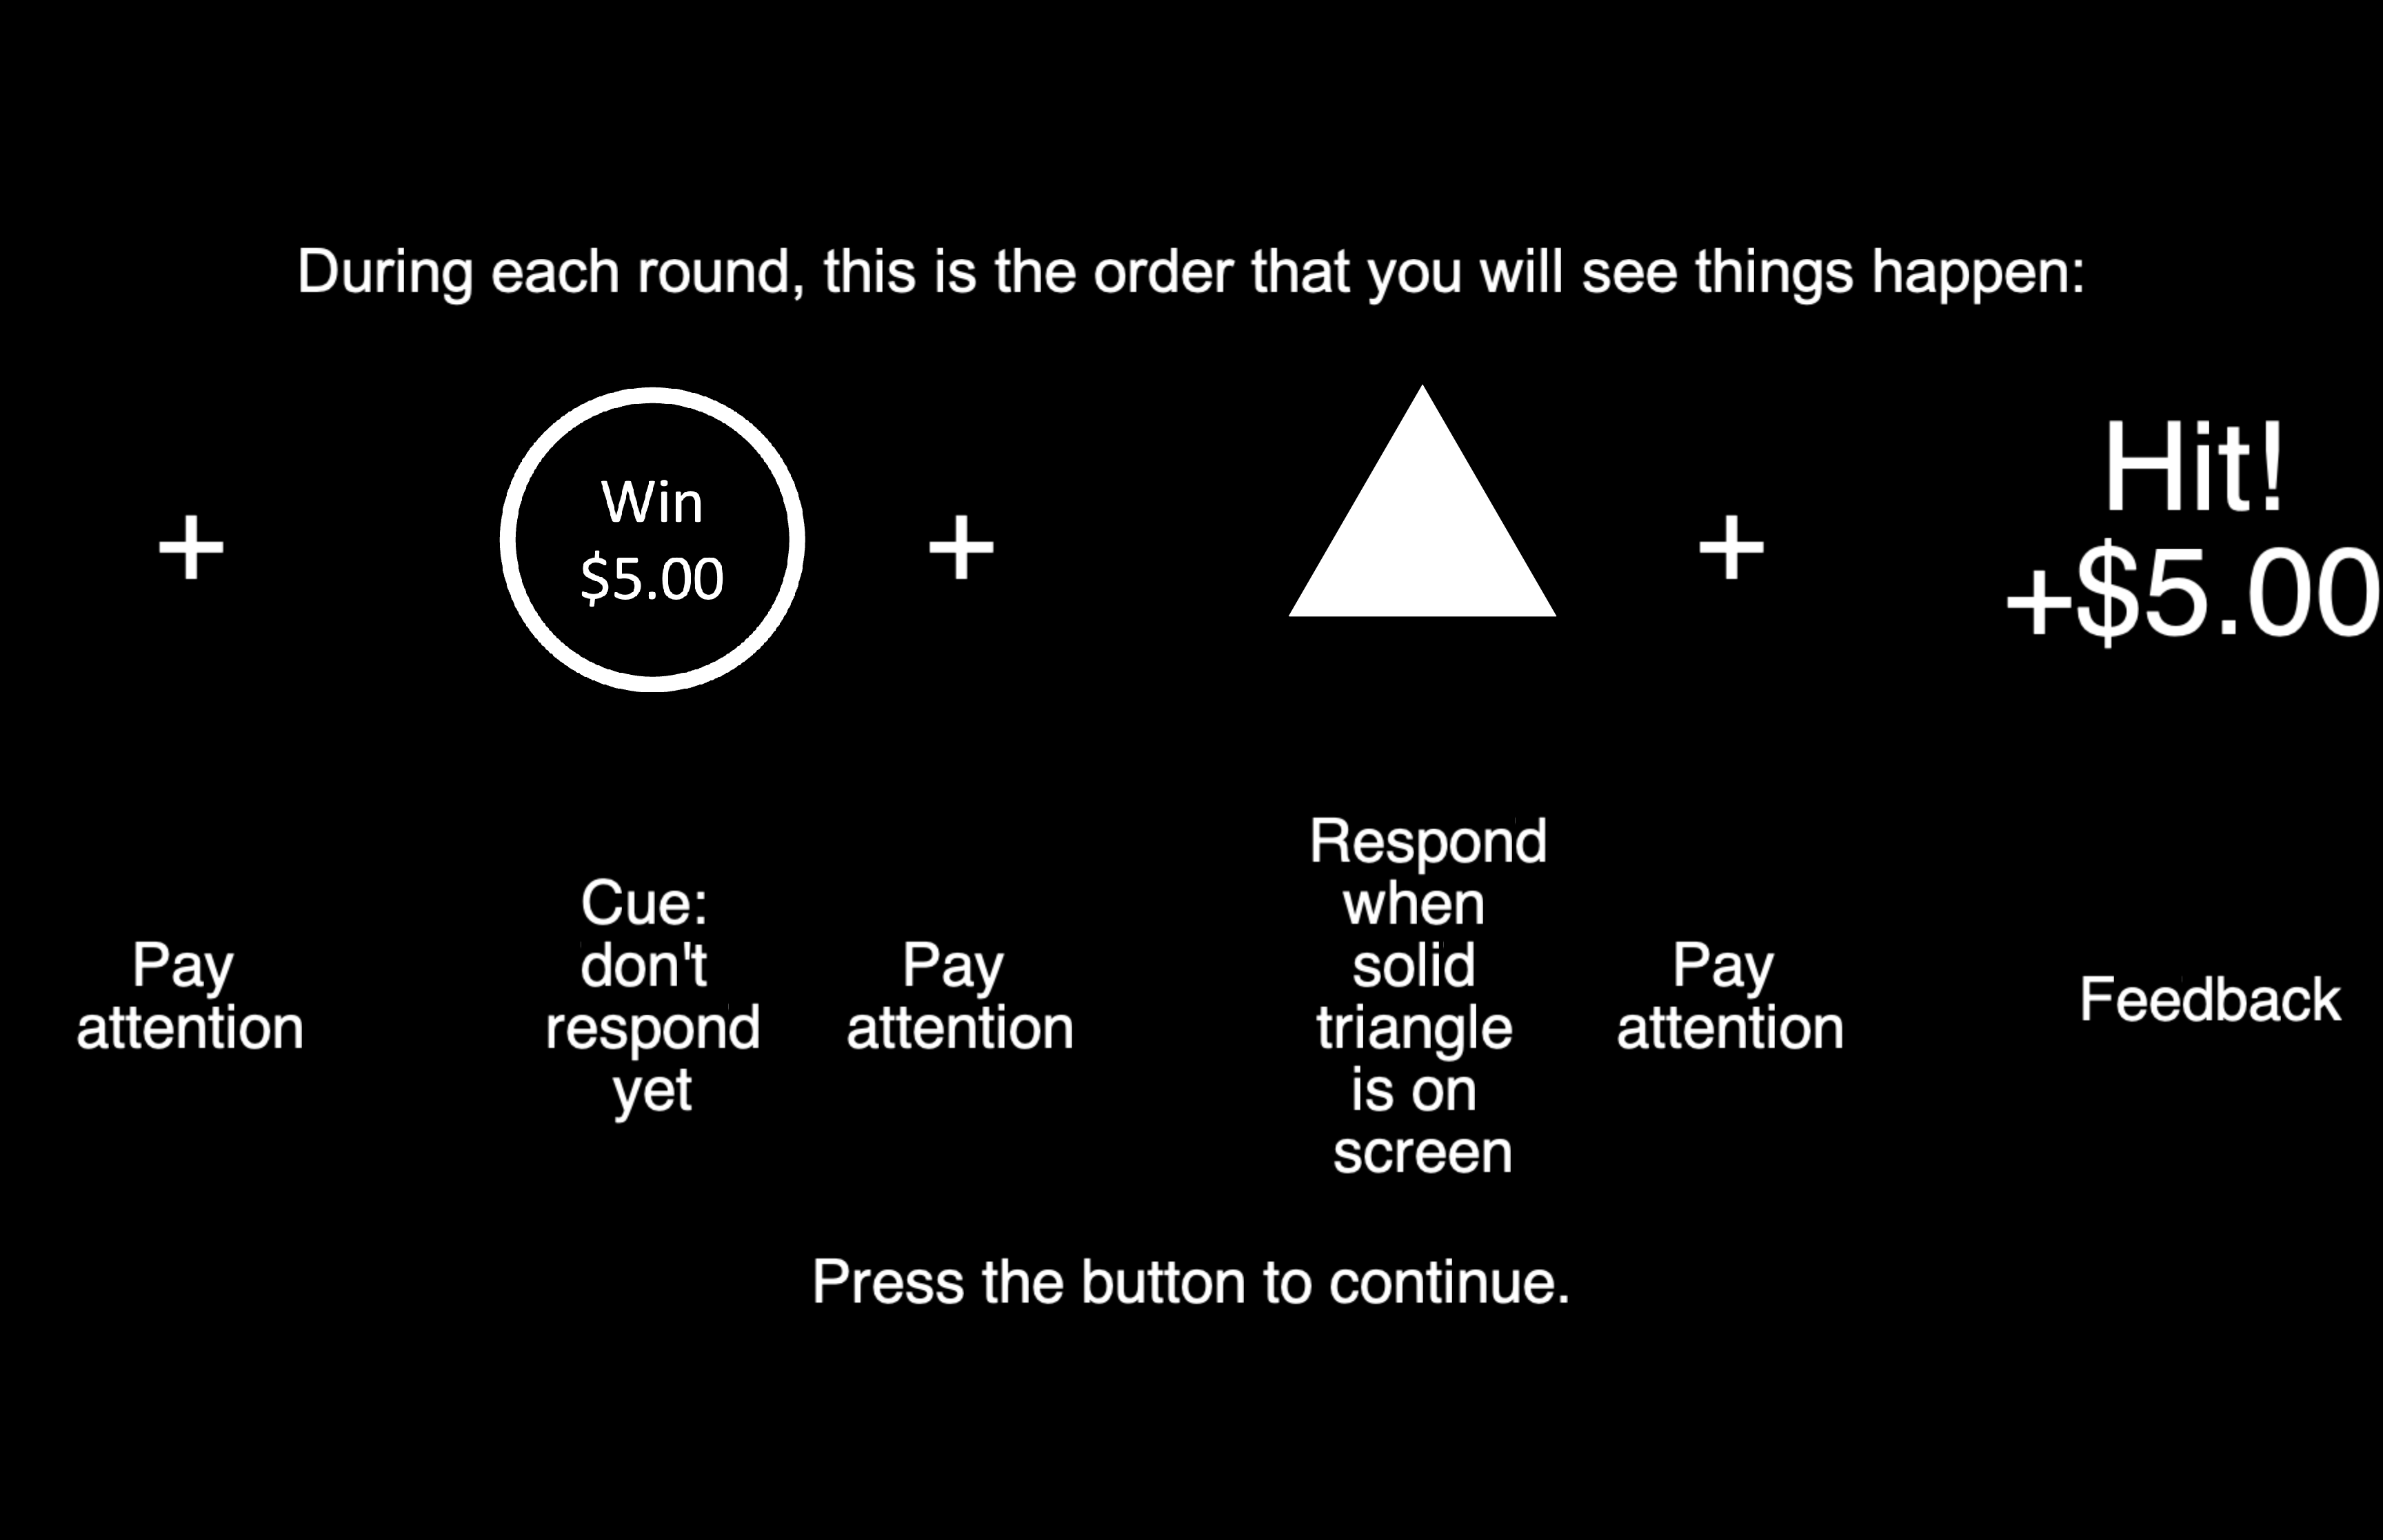 During each round, this is the order that you will see things happen:
+
Win
$5.00
+
+
Hit!
+$5.00
Pay
attention
Cue:
don't
respond
yet
Pay
attention
Respond
when
solid
triangle
is on
screen
Pay
attention
Feedback
Press the button to continue.